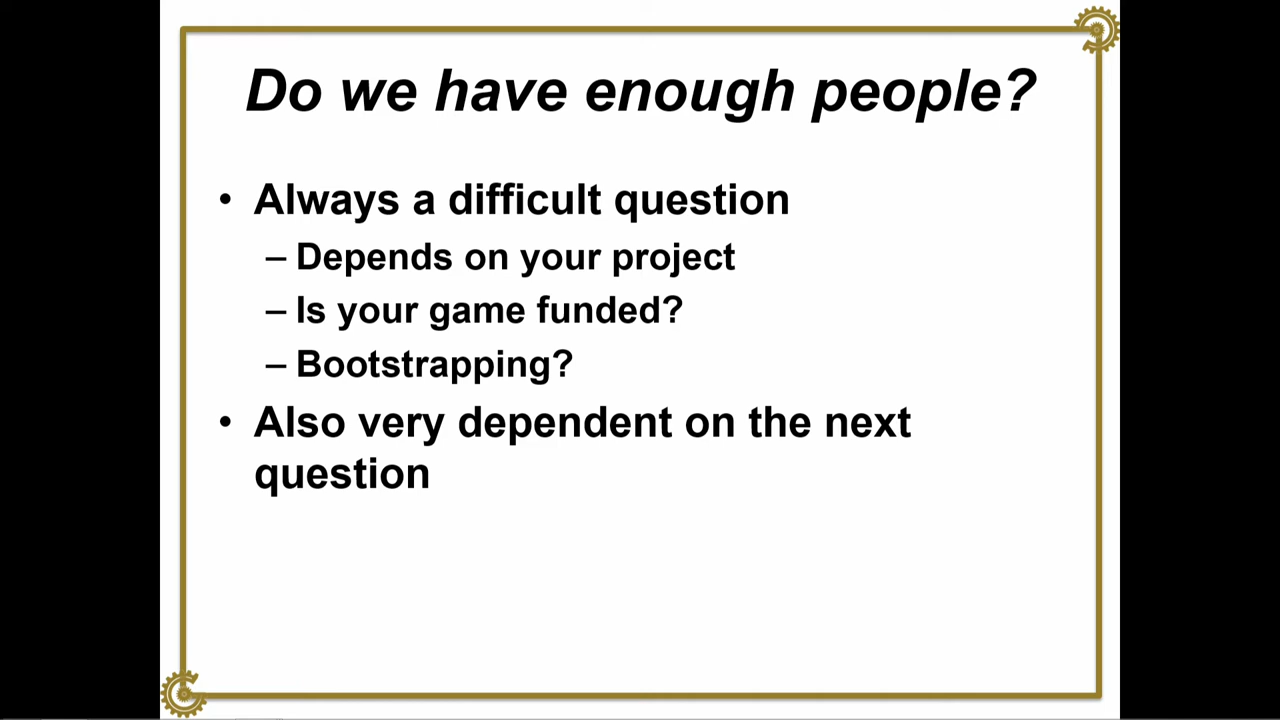 Do we have enough people?
• Always a difficult question
– Depends on your project
– Is your game funded?
– Bootstrapping?
• Also very dependent on the next
question